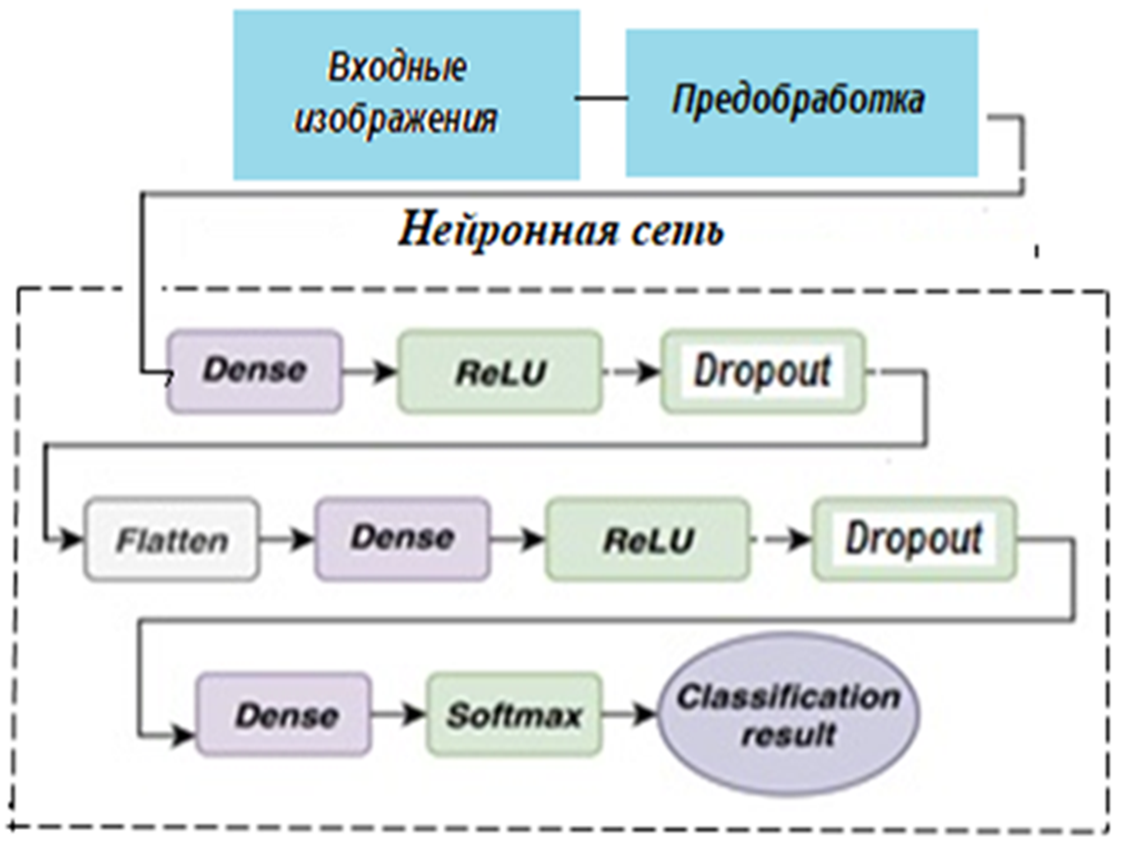 Входные
изображения
Предобработка
Нейронная сеть
Dense
ReLU
Dropout
Flatten
Dense
ReLU
Dropout
Dense
Softmax
Classification
result